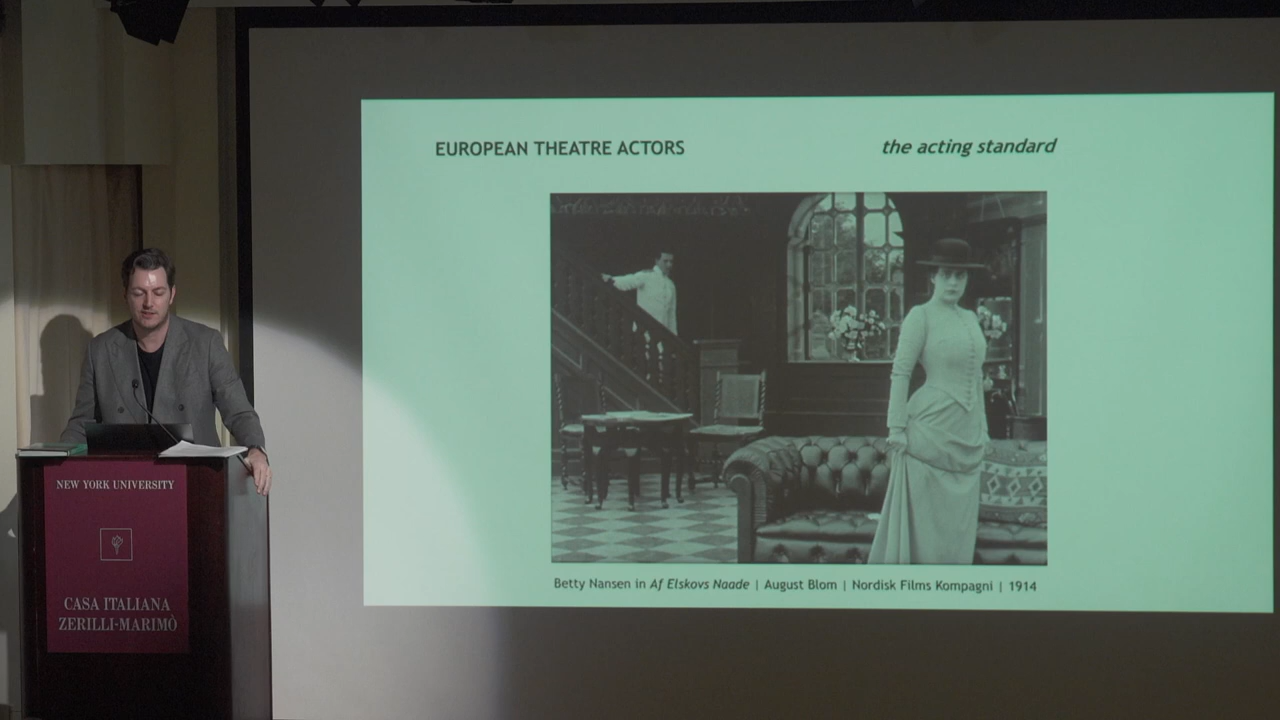 EUROPEAN THEATRE ACTORS
the acting standard
Betty Nansen in Af Elskovs Naade | August Blom | Nordisk Films Kompagni | 1914
NEW YORK UNIVERSITY
CASA ITALIANA
ZERILLI-MARIMÒ